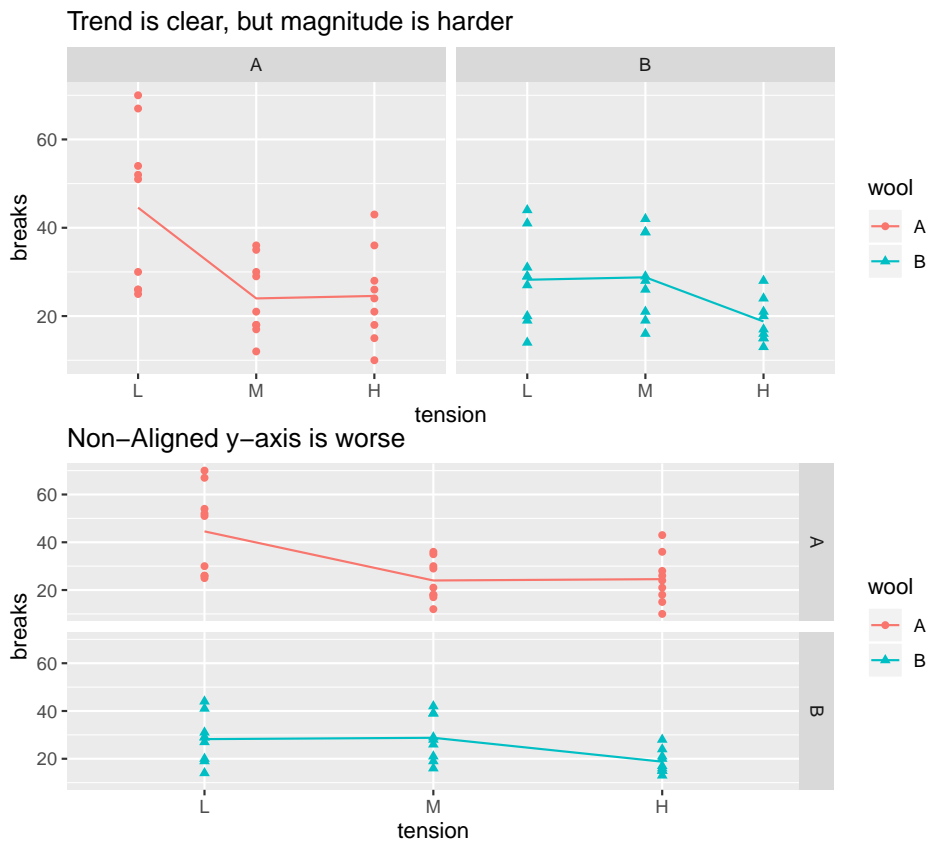 Trend is clear, but magnitude is harder
A
B
60
40
20
breaks
L
M
H
L
M
H
tension
wool
A
B
Non−Aligned y−axis is worse
60
40
20
A
60
40
20
B
breaks
L
M
H
tension
wool
A
B